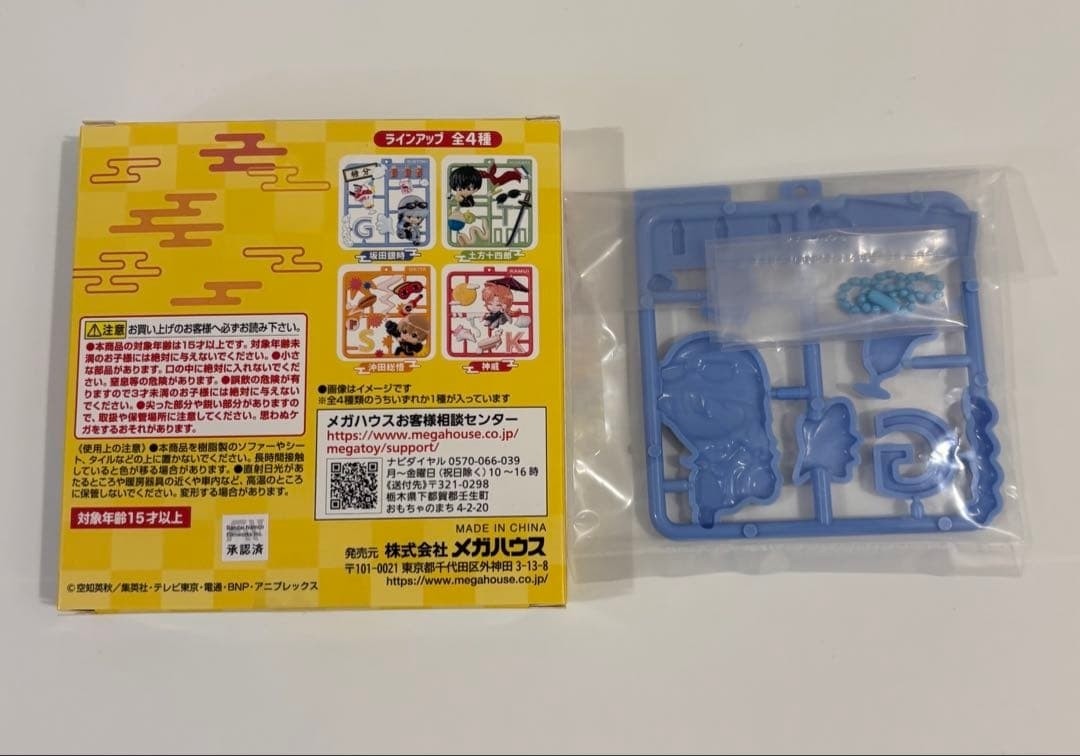 ラインアップ 全4種
糖分
G
坂田銀時
土方十四郎
S
沖田総悟
KAMUI
K
神威
●画像はイメージです
※全4種類のうちいずれか1種が入っています
注意 お買い上げのお客様へ必ずお読み下さい。
●本商品の対象年齢は15才以上です。対象年齢未
満のお子様には絶対に与えないでください。●小さ
な部品があります。口の中に絶対に入れないでくだ
さい。窒息等の危険があります。●誤飲の危険が有
りますので3才未満のお子様には絶対に与えない
でください。●尖った部分や鋭い部分がありますの
で、取扱や保管場所に注意してください。思わぬケ
ガをするおそれがあります。
《使用上の注意》●本商品を樹脂製のソファーやシー
ト、タイルなどの上に置かないでください。長時間接触
していると色が移る場合があります。●直射日光があ
たるところや暖房器具の近くや車内など、高温のところ
に保管しないでください。変形する場合があります。
対象年齢15才以上
Bandai Namco
Filmworks Inc.
承認済
メガハウスお客様相談センター
https://www.megahouse.co.jp/
megatoy/support/
ナビダイヤル 0570-066-039
月～金曜日(祝日除く)10～16時
《送付先》〒321-0298
栃木県下都賀郡壬生町
おもちゃのまち4-2-20
MADE IN CHINA
発売元 株式会社 メガハウス
〒101-0021 東京都千代田区外神田 3-13-8
https://www.megahouse.co.jp/
©空知英秋／集英社・テレビ東京・電通・BNP・アニプレックス
G